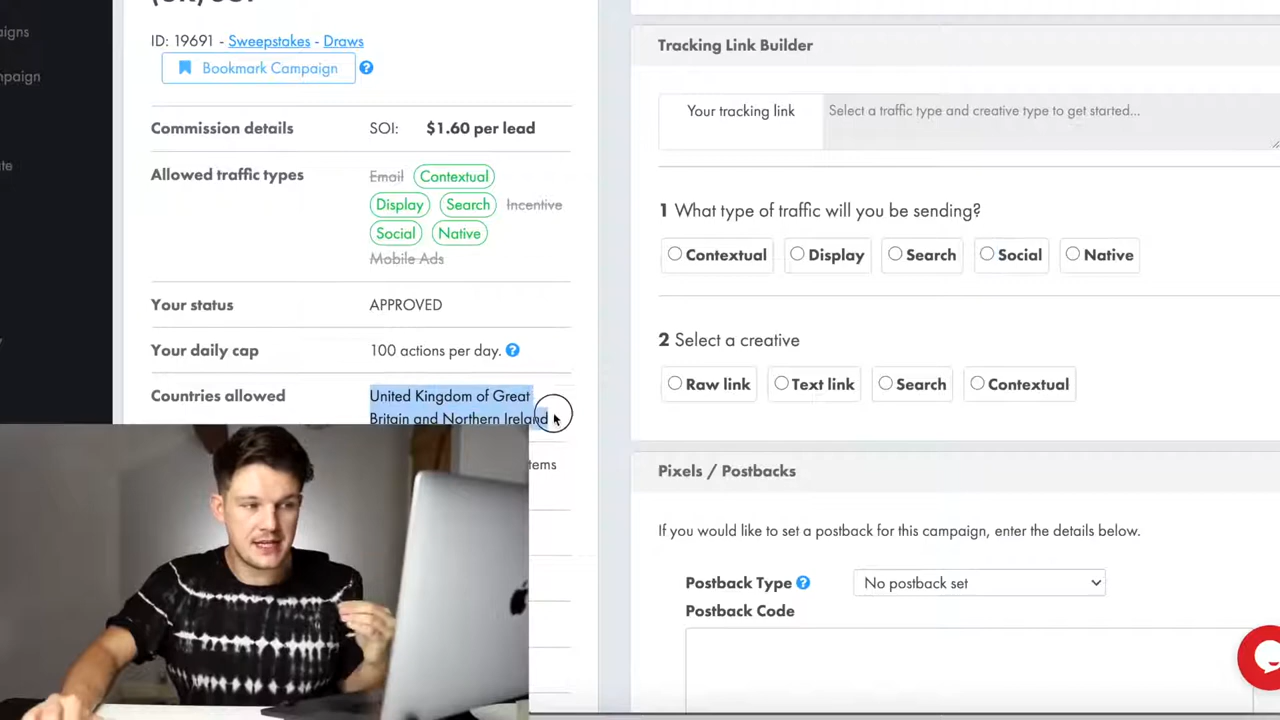 ID: 19691 - Sweepstakes - Draws
Bookmark Campaign ?
Commission details SOI: $1.60 per lead
Allowed traffic types Email Contextual
Display Search Incentive
Social Native
Mobile Ads
Your status APPROVED
Your daily cap 100 actions per day. ?
Countries allowed United Kingdom of Great
Britain and Northern Ireland
Tracking Link Builder
Your tracking link Select a traffic type and creative type to get started...
1 What type of traffic will you be sending?
Contextual Display Search Social Native
2 Select a creative
Raw link Text link Search Contextual
Pixels / Postbacks
If you would like to set a postback for this campaign, enter the details below.
Postback Type ? No postback set
Postback Code